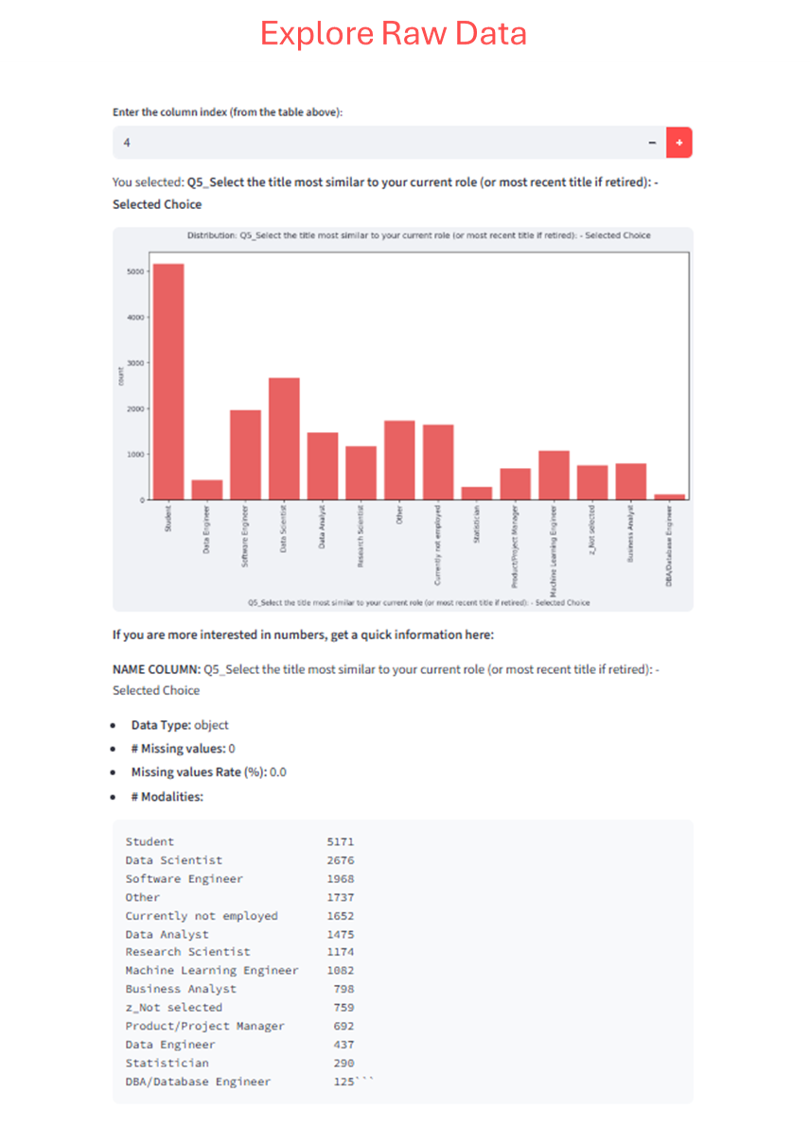 Explore Raw Data
Enter the column index (from the table above):
4
−
+
You selected: Q5_Select the title most similar to your current role (or most recent title if retired): -
Selected Choice
Distribution: Q5_Select the title most similar to your current role (or most recent title if retired): - Selected Choice
5000
4000
3000
2000
1000
0
count
Student
Data Engineer
Software Engineer
Data Scientist
Data Analyst
Research Scientist
Other
Currently not employed
Statistician
Product/Project Manager
Machine Learning Engineer
z_Not selected
Business Analyst
DBA/Database Engineer
Q5_Select the title most similar to your current role (or most recent title if retired): - Selected Choice
If you are more interested in numbers, get a quick information here:
NAME COLUMN: Q5_Select the title most similar to your current role (or most recent title if retired): -
Selected Choice
• Data Type: object
• # Missing values: 0
• Missing values Rate (%): 0.0
• # Modalities:
Student 5171
Data Scientist 2676
Software Engineer 1968
Other 1737
Currently not employed 1652
Data Analyst 1475
Research Scientist 1174
Machine Learning Engineer 1082
Business Analyst 798
z_Not selected 759
Product/Project Manager 692
Data Engineer 437
Statistician 290
DBA/Database Engineer 125```